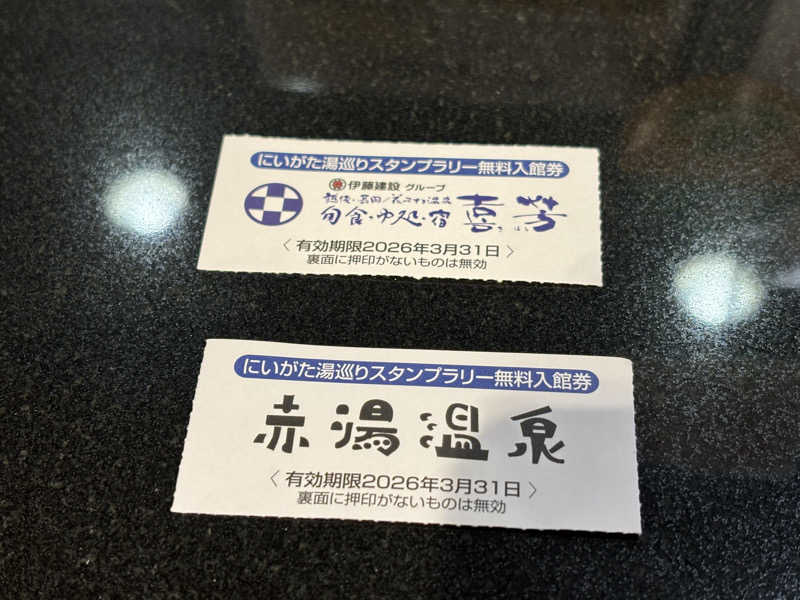 にいがた湯巡りスタンプラリー無料入館券
伊藤建設 グループ
旬食・ゆ処・宿 喜芳
きほう
〈 有効期限2026年3月31日 〉
裏面に押印がないものは無効
にいがた湯巡りスタンプラリー無料入館券
赤湯温泉
〈 有効期限2026年3月31日 〉
裏面に押印がないものは無効